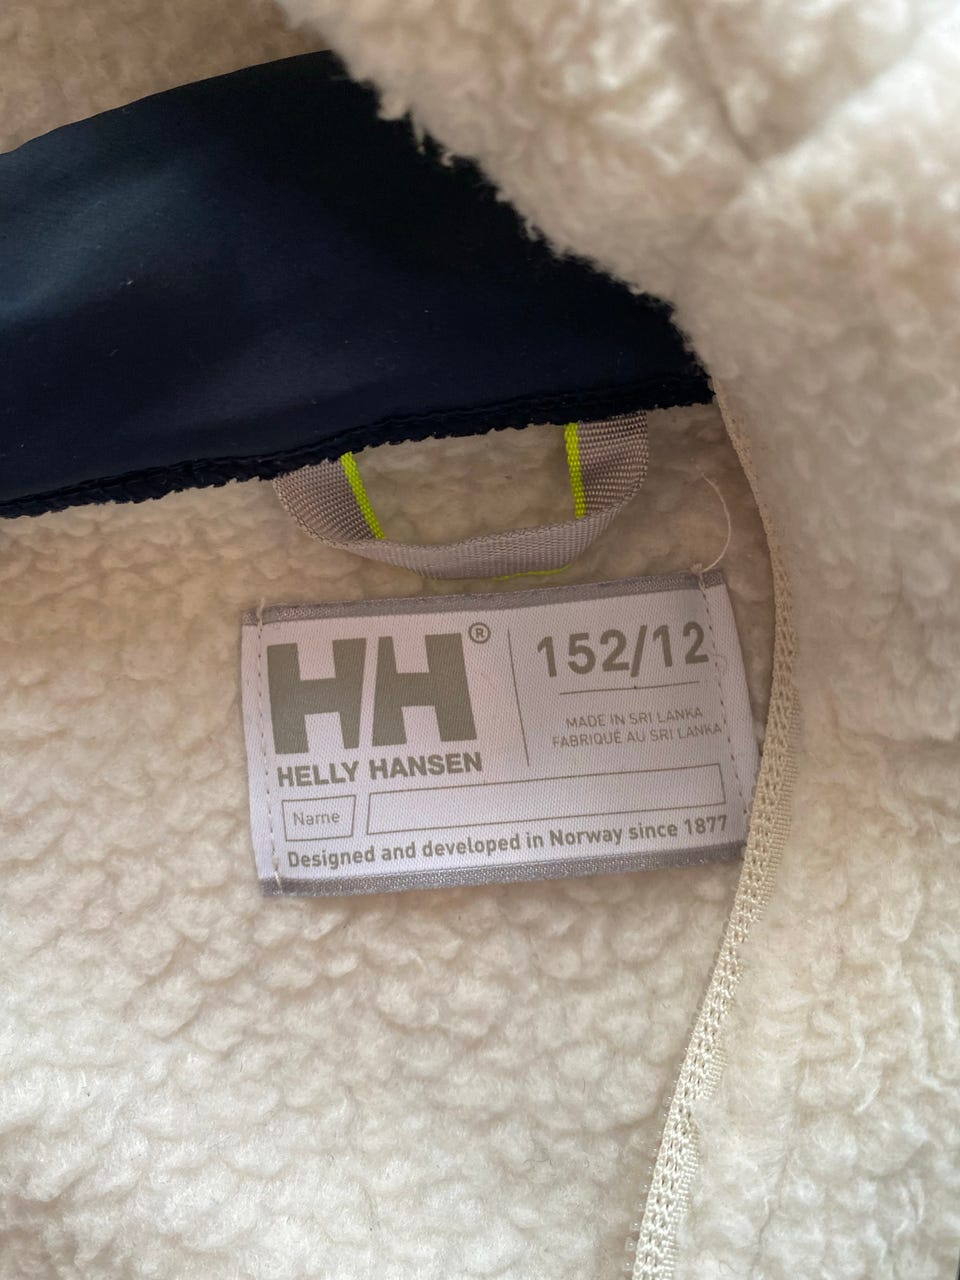 HH®
HELLY HANSEN
152/12
MADE IN SRI LANKA
FABRIQUÉ AU SRI LANKA
Name
Designed and developed in Norway since 1877